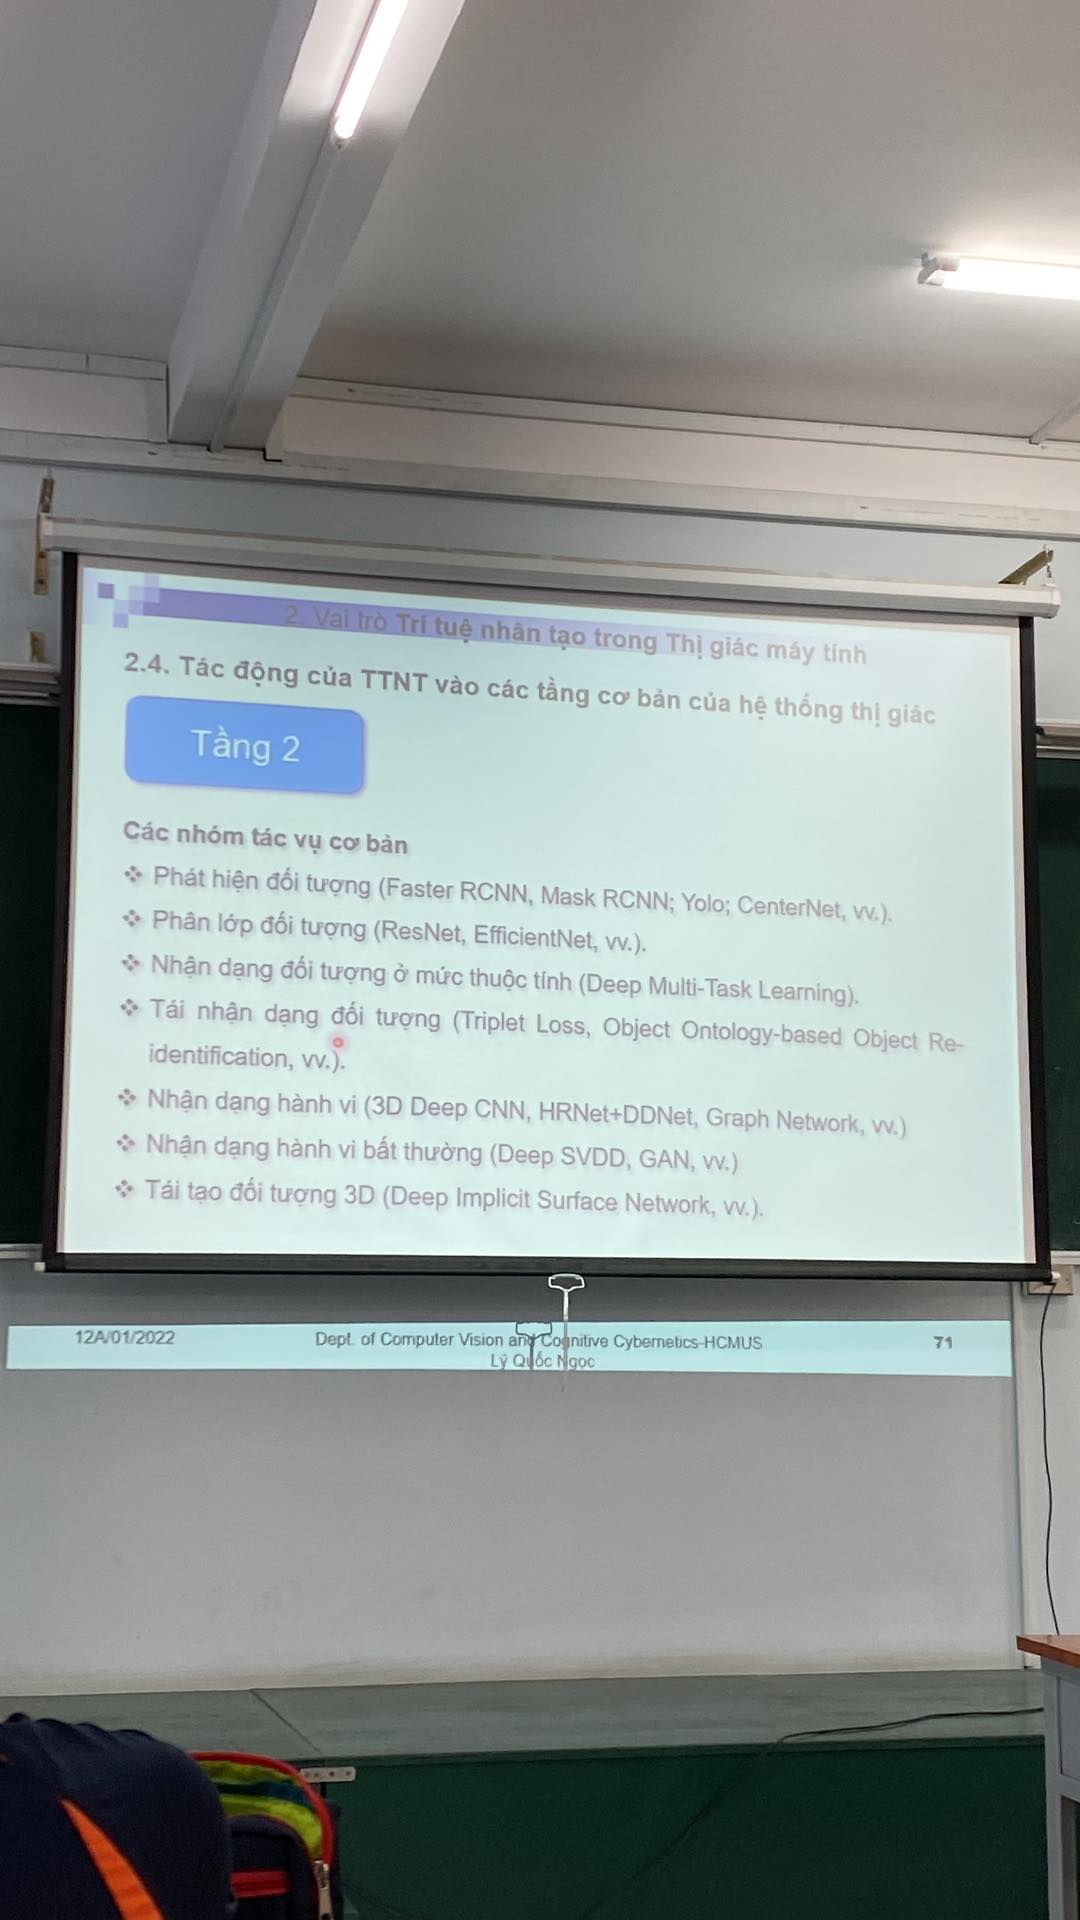 2. Vai trò Trí tuệ nhân tạo trong Thị giác máy tính
2.4. Tác động của TTNT vào các tầng cơ bản của hệ thống thị giác
Tầng 2
Các nhóm tác vụ cơ bản
❖ Phát hiện đối tượng (Faster RCNN, Mask RCNN; Yolo; CenterNet, vv.).
❖ Phân lớp đối tượng (ResNet, EfficientNet, vv.).
❖ Nhận dạng đối tượng ở mức thuộc tính (Deep Multi-Task Learning).
❖ Tái nhận dạng đối tượng (Triplet Loss, Object Ontology-based Object Re-
identification, vv.).
❖ Nhận dạng hành vi (3D Deep CNN, HRNet+DDNet, Graph Network, vv.)
❖ Nhận dạng hành vi bất thường (Deep SVDD, GAN, vv.)
❖ Tái tạo đối tượng 3D (Deep Implicit Surface Network, vv.).
12A/01/2022 Dept. of Computer Vision and Cognitive Cybernetics-HCMUS 71
Lý Quốc Ngọc